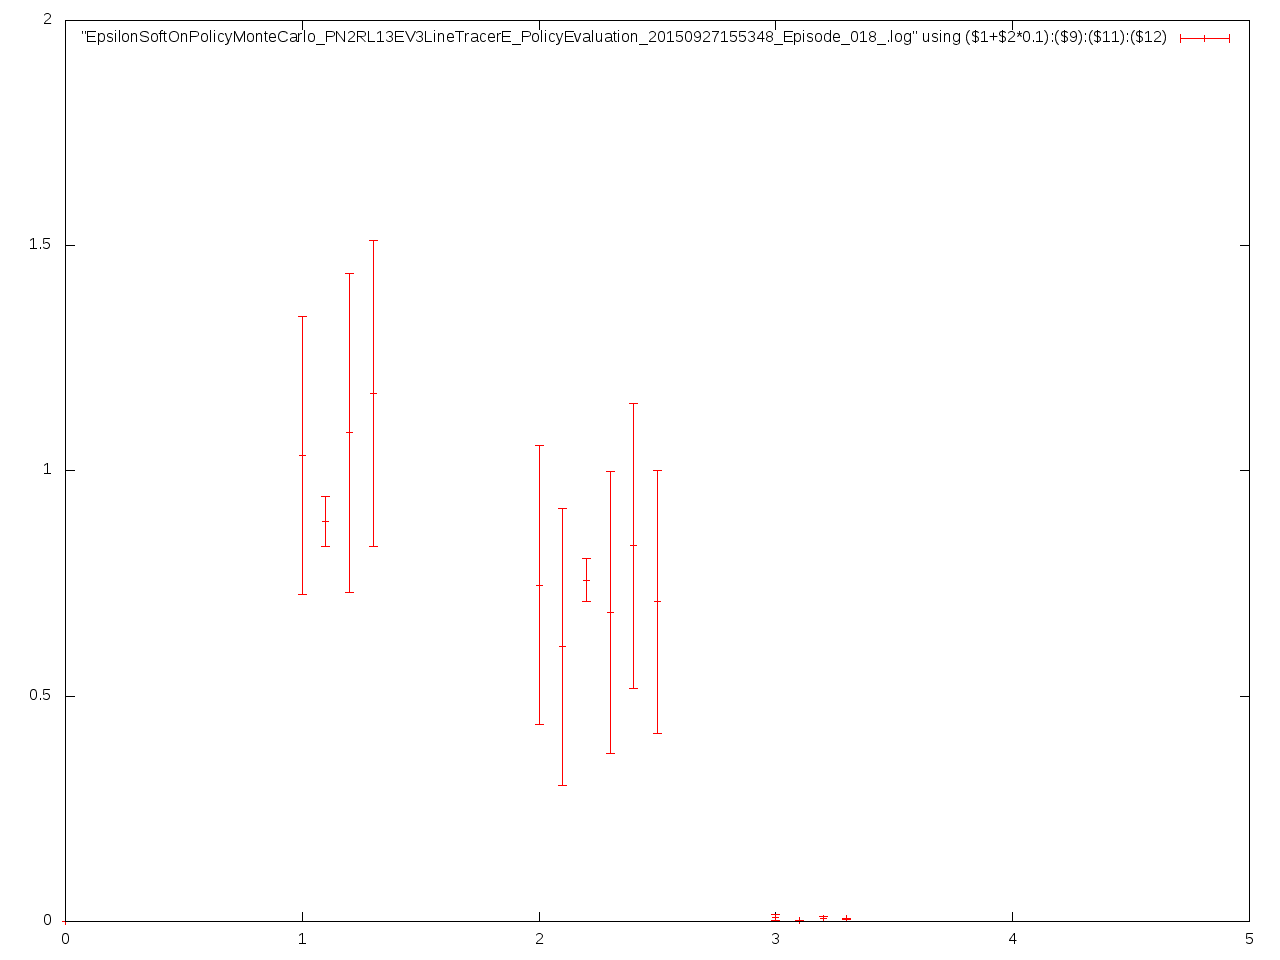 2
"EpsilonSoftOnPolicyMonteCarlo_PN2RL13EV3LineTracerE_PolicyEvaluation_20150927155348_Episode_018_.log" using ($1+$2*0.1):($9):($11):($12)
1.5
1
0.5
0
0 1 2 3 4 5